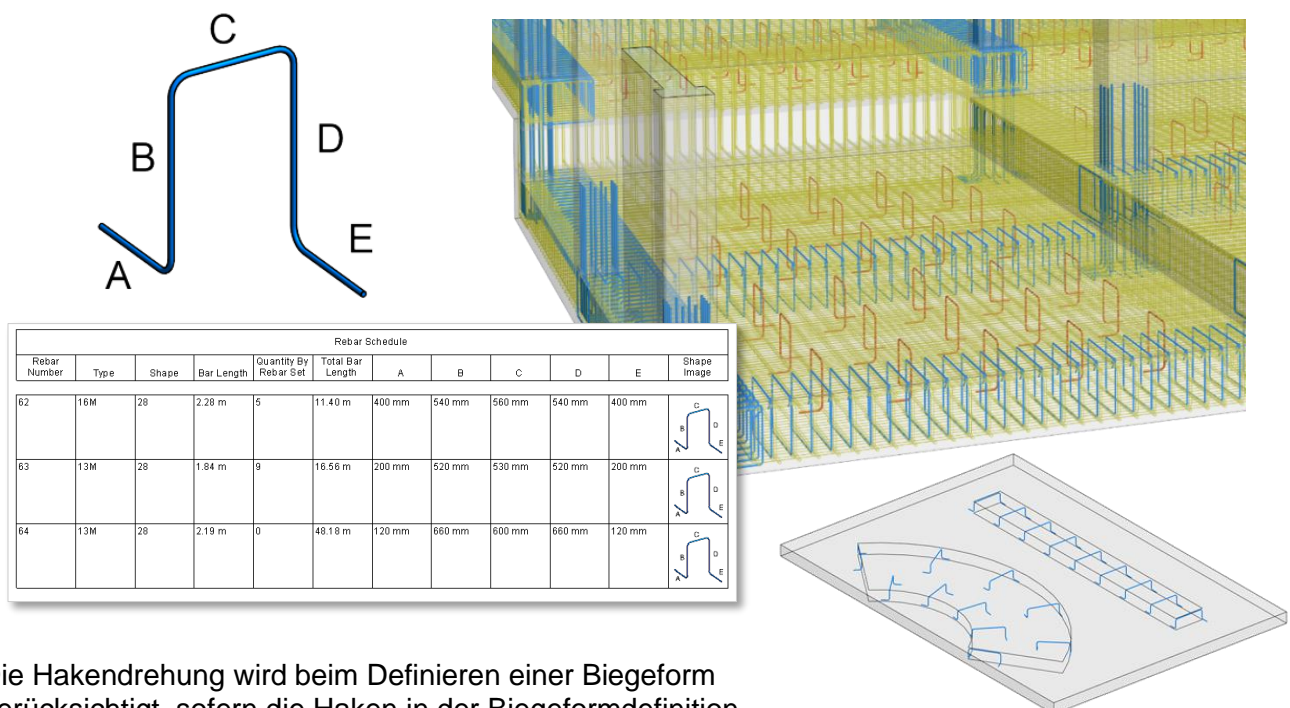 C
B
D
A
E
Rebar Schedule
Rebar Number Type Shape Bar Length Quantity By Rebar Set Total Bar Length A B C D E Shape Image
62 16M 28 2.28 m 5 11.40 m 400 mm 540 mm 560 mm 540 mm 400 mm
C
B D
A E
63 13M 28 1.84 m 9 16.56 m 200 mm 520 mm 530 mm 520 mm 200 mm
C
B D
A E
64 13M 28 2.19 m 0 48.18 m 120 mm 660 mm 600 mm 660 mm 120 mm
C
B D
A E
ie Hakendrehung wird beim Definieren einer Biegeform
erücksichtigt, sofern die Haken in der Biegeformdefinition